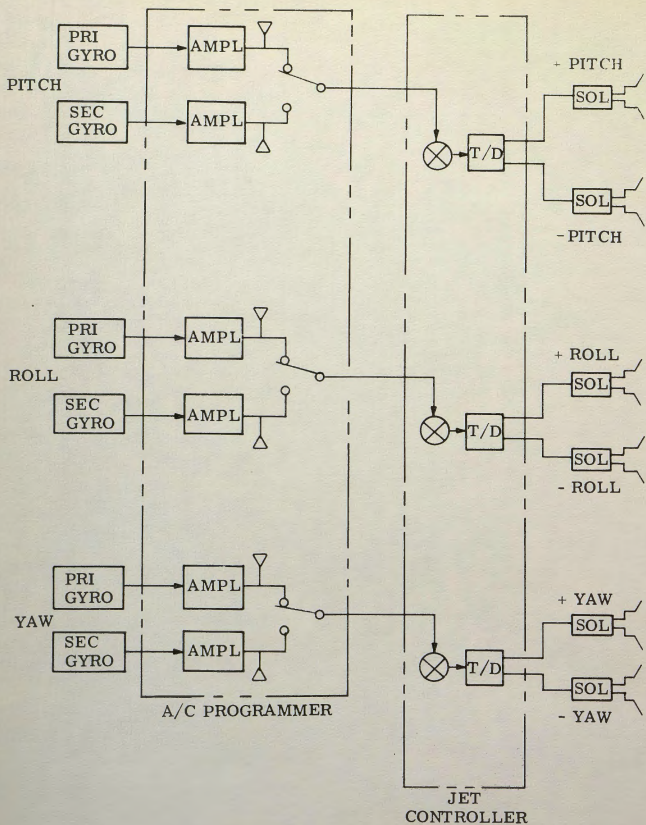 PRI
GYRO
AMPL
PITCH
SEC
GYRO
AMPL
T/D
+ PITCH
SOL
SOL
- PITCH
PRI
GYRO
AMPL
ROLL
SEC
GYRO
AMPL
T/D
+ ROLL
SOL
SOL
- ROLL
PRI
GYRO
AMPL
YAW
SEC
GYRO
AMPL
T/D
+ YAW
SOL
SOL
- YAW
A/C PROGRAMMER
JET
CONTROLLER